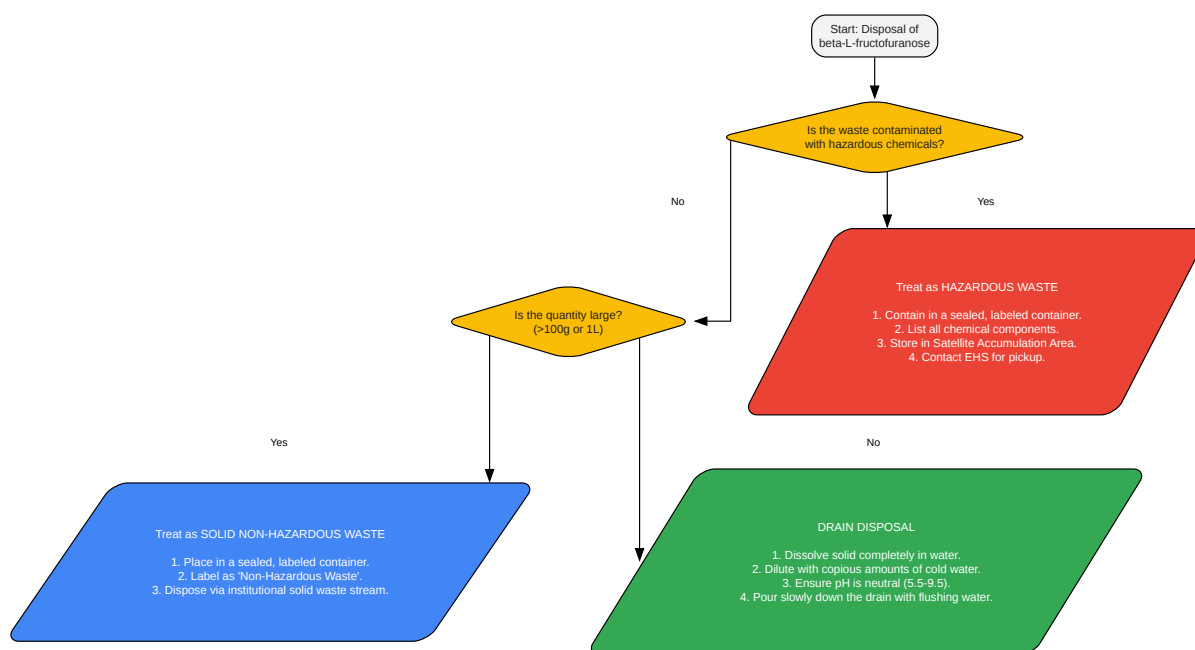 Start: Disposal of
beta-L-fructofuranose
Is the waste contaminated
with hazardous chemicals?
No
Yes
Treat as HAZARDOUS WASTE
1. Contain in a sealed, labeled container.
2. List all chemical components.
3. Store in Satellite Accumulation Area.
4. Contact EHS for pickup.
Is the quantity large?
(>100g or 1L)
Yes
No
Treat as SOLID NON-HAZARDOUS WASTE
1. Place in a sealed, labeled container.
2. Label as 'Non-Hazardous Waste'.
3. Dispose via institutional solid waste stream.
DRAIN DISPOSAL
1. Dissolve solid completely in water.
2. Dilute with copious amounts of cold water.
3. Ensure pH is neutral (5.5-9.5).
4. Pour slowly down the drain with flushing water.